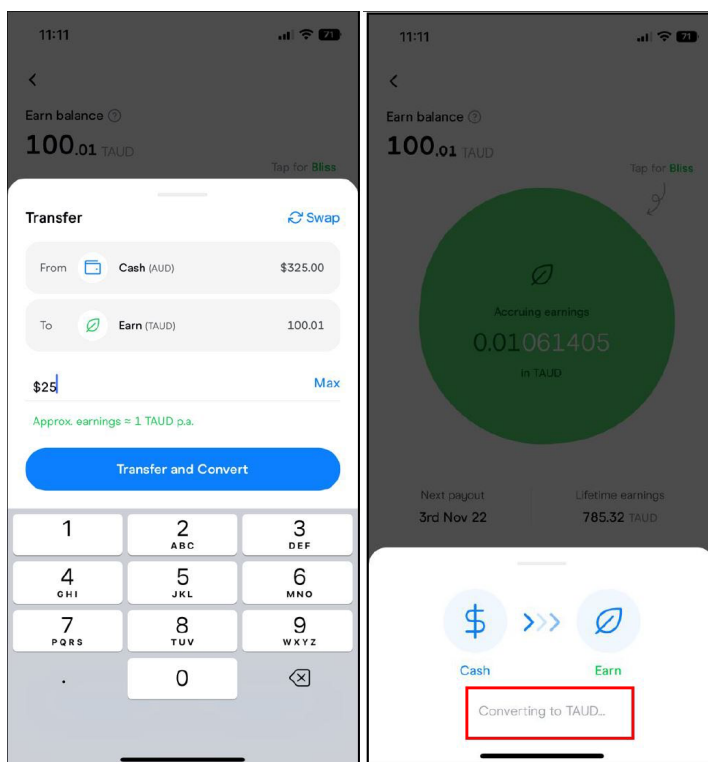 11:11
71
Earn balance ?
100.01 TAUD
Tap for Bliss
Transfer
Swap
From Cash (AUD) $325.00
To Earn (TAUD) 100.01
$25 Max
Approx. earnings ≈ 1 TAUD p.a.
Transfer and Convert
1 2 3
ABC DEF
4 5 6
GHI JKL MNO
7 8 9
PQRS TUV WXYZ
. 0
11:11
71
Earn balance ?
100.01 TAUD
Tap for Bliss
Accruing earnings
0.01061405
in TAUD
Next payout Lifetime earnings
3rd Nov 22 785.32 TAUD
$
Cash Earn
Converting to TAUD...